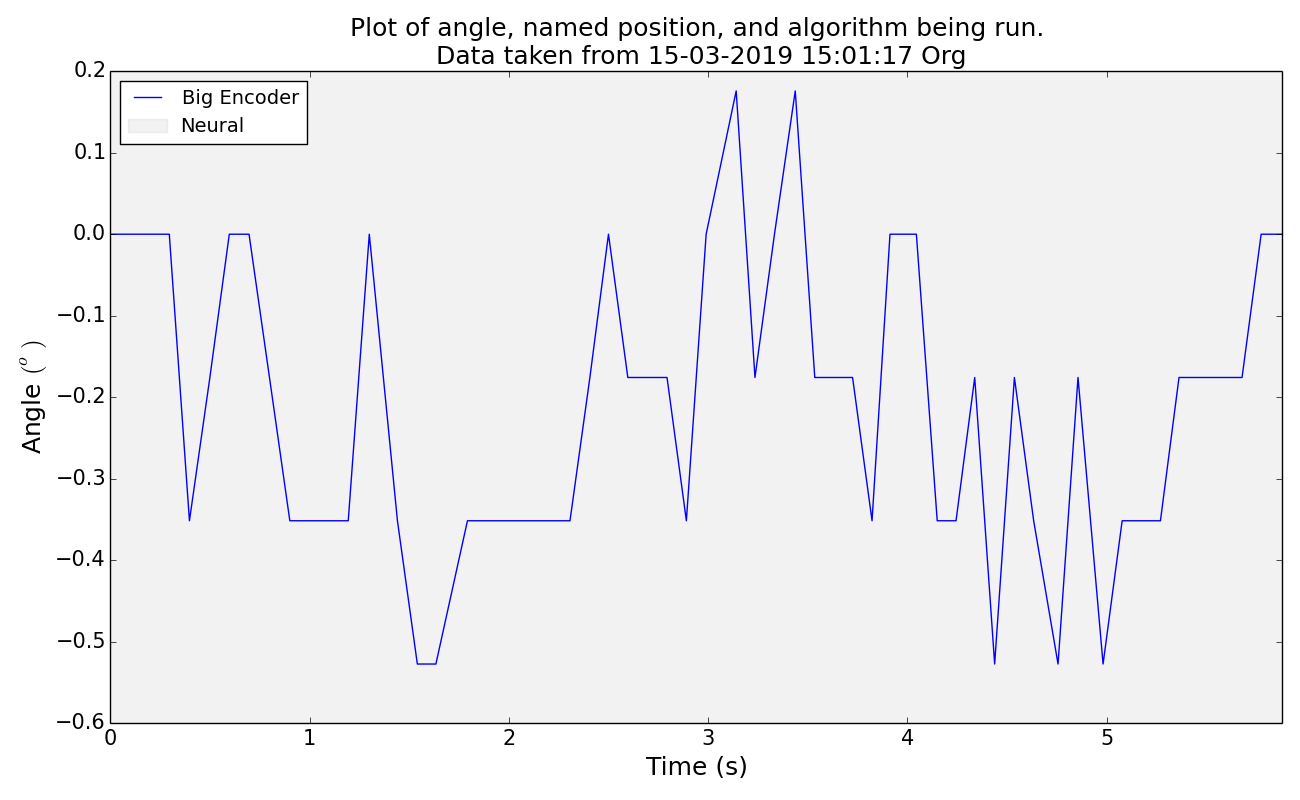 Plot of angle, named position, and algorithm being run.
Data taken from 15-03-2019 15:01:17 Org
Big Encoder
Neural
0.2
0.1
0.0
−0.1
−0.2
−0.3
−0.4
−0.5
−0.6
Angle (°)
0 1 2 3 4 5
Time (s)